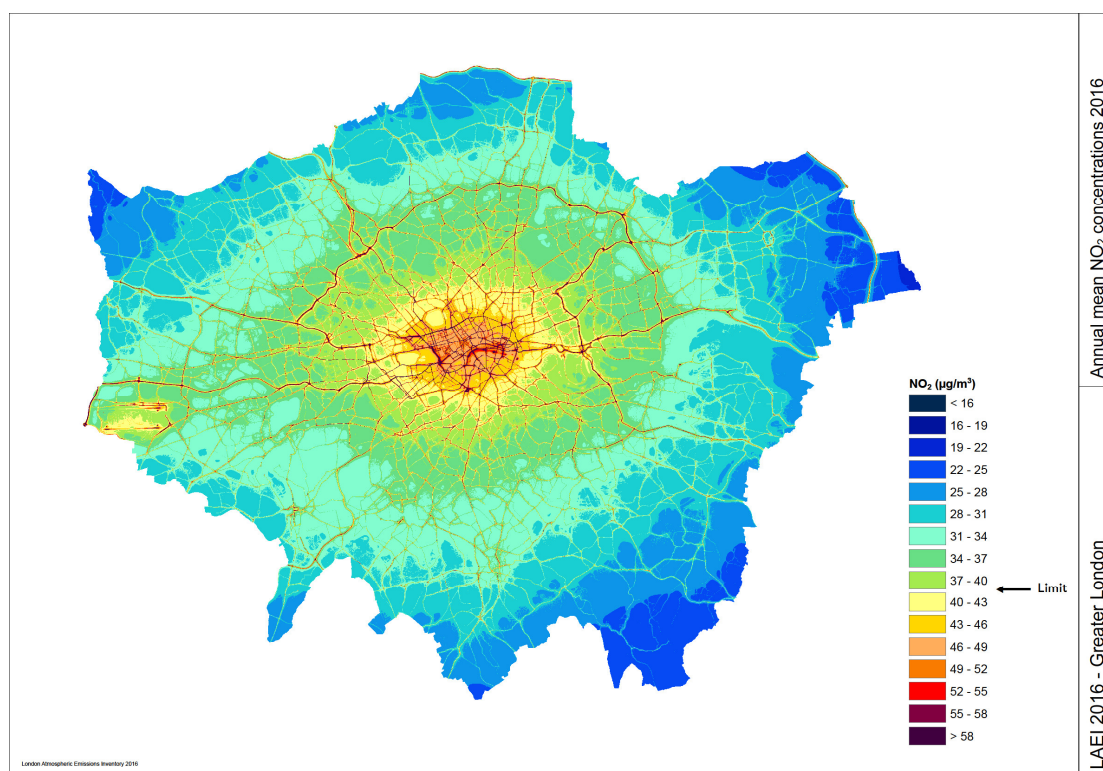 Annual mean NO₂ concentrations 2016
LAEI 2016 - Greater London
NO₂ (µg/m³)
< 16
16 - 19
19 - 22
22 - 25
25 - 28
28 - 31
31 - 34
34 - 37
37 - 40
40 - 43
43 - 46
46 - 49
49 - 52
52 - 55
55 - 58
> 58
Limit
London Atmospheric Emissions Inventory 2016